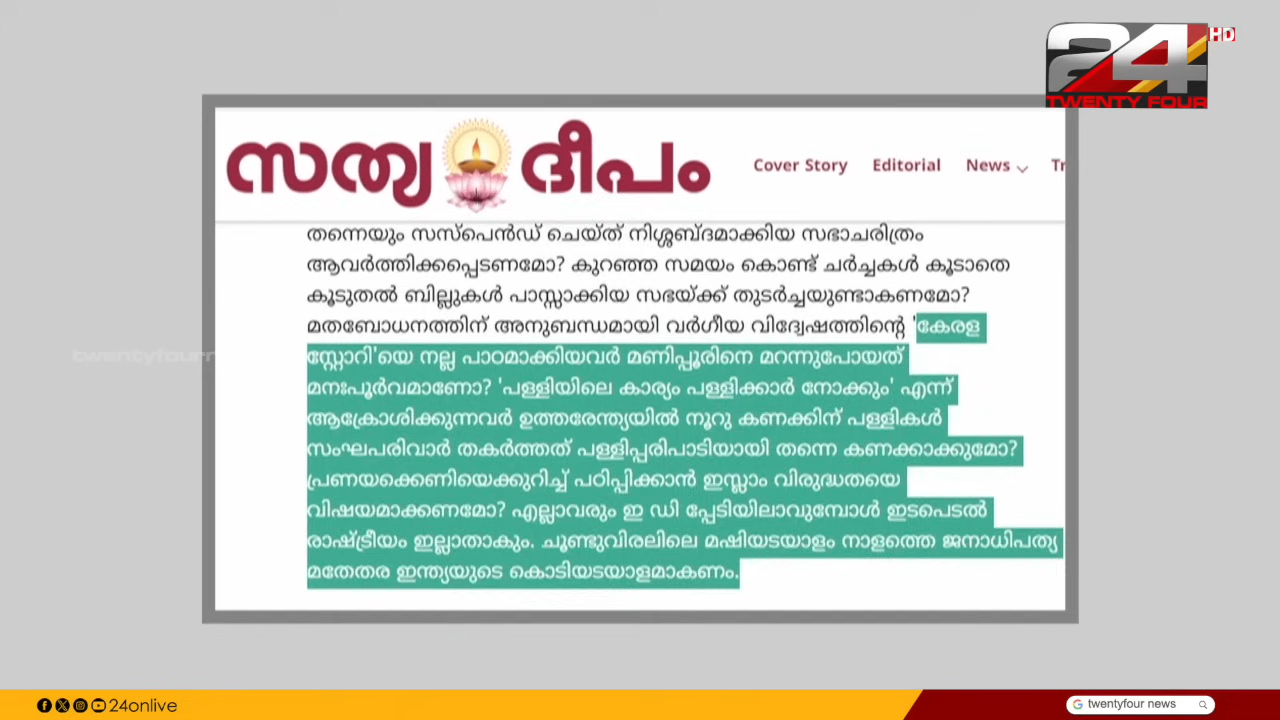 24 HD
TWENTY FOUR
സത്യ ദീപം
Cover Story Editorial News Tr
തന്നെയും സസ്പെൻഡ് ചെയ്ത് നിശ്ശബ്ദമാക്കിയ സഭാചരിത്രം
ആവർത്തിക്കപ്പെടണമോ? കുറഞ്ഞ സമയം കൊണ്ട് ചർച്ചകൾ കൂടാതെ
കൂടുതൽ ബില്ലുകൾ പാസ്സാക്കിയ സഭയ്ക്ക് തുടർച്ചയുണ്ടാകണമോ?
മതബോധനത്തിന് അനുബന്ധമായി വർഗീയ വിദ്വേഷത്തിന്റെ 'കേരള
സ്റ്റോറി'യെ നല്ല പാഠമാക്കിയവർ മണിപ്പൂരിനെ മറന്നുപോയത്
മനഃപൂർവമാണോ? 'പള്ളിയിലെ കാര്യം പള്ളിക്കാർ നോക്കും' എന്ന്
ആക്രോശിക്കുന്നവർ ഉത്തരേന്ത്യയിൽ നൂറു കണക്കിന് പള്ളികൾ
സംഘപരിവാർ തകർത്തത് പള്ളിപ്പരിപാടിയായി തന്നെ കണക്കാക്കുമോ?
പ്രണയക്കെണിയെക്കുറിച്ച് പഠിപ്പിക്കാൻ ഇസ്ലാം വിരുദ്ധതയെ
വിഷയമാക്കണമോ? എല്ലാവരും ഇ ഡി പ്പേടിയിലാവുമ്പോൾ ഇടപെടൽ
രാഷ്ട്രീയം ഇല്ലാതാകും. ചൂണ്ടുവിരലിലെ മഷിയടയാളം നാളത്തെ ജനാധിപത്യ
മതേതര ഇന്ത്യയുടെ കൊടിയടയാളമാകണം.
twentyfourn
24onlive
twentyfour news